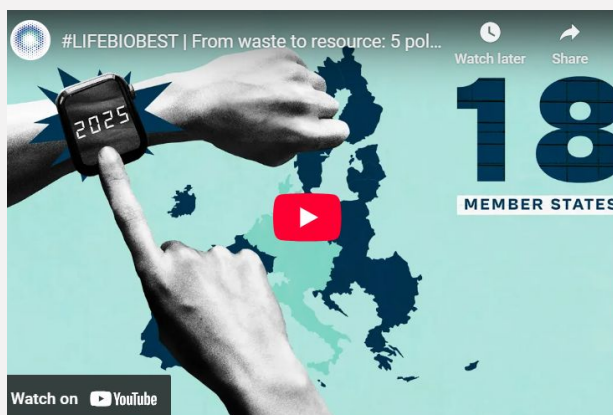 #LIFEBIOBEST | From waste to resource: 5 pol...
Watch later
Share
2025
18
MEMBER STATES
Watch on YouTube